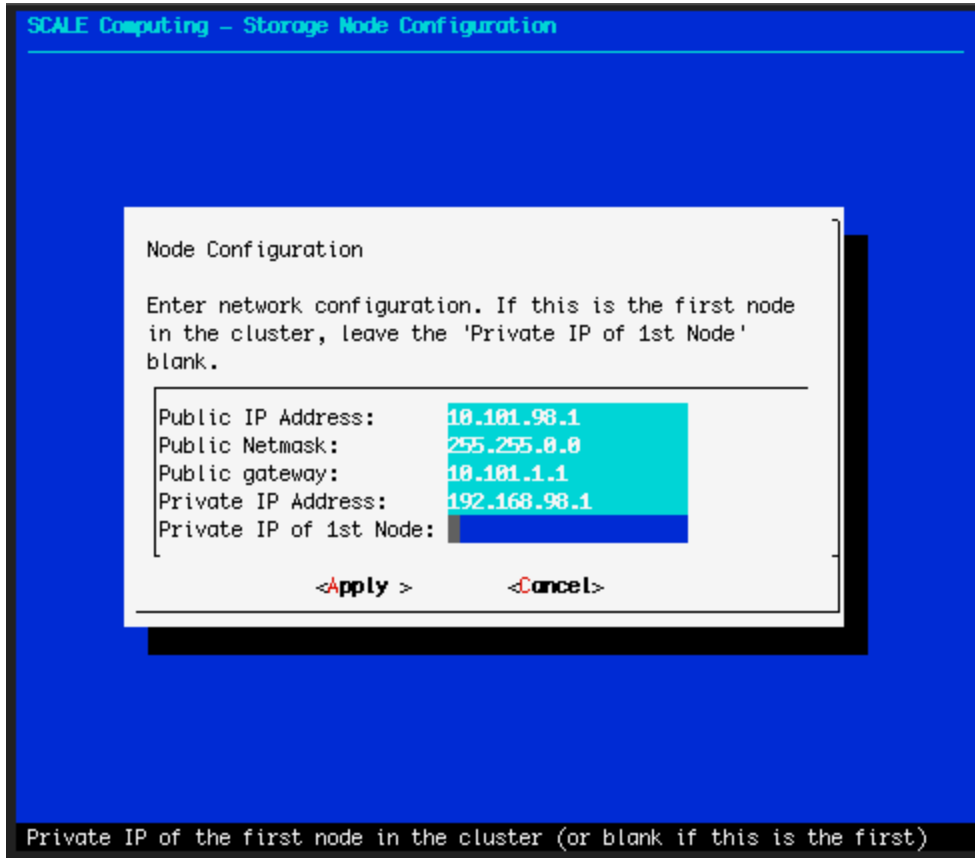 SCALE Computing – Storage Node Configuration
Node Configuration
Enter network configuration. If this is the first node
in the cluster, leave the 'Private IP of 1st Node'
blank.
Public IP Address: 10.101.98.1
Public Netmask: 255.255.0.0
Public gateway: 10.101.1.1
Private IP Address: 192.168.98.1
Private IP of 1st Node:
<Apply > <Cancel>
Private IP of the first node in the cluster (or blank if this is the first)